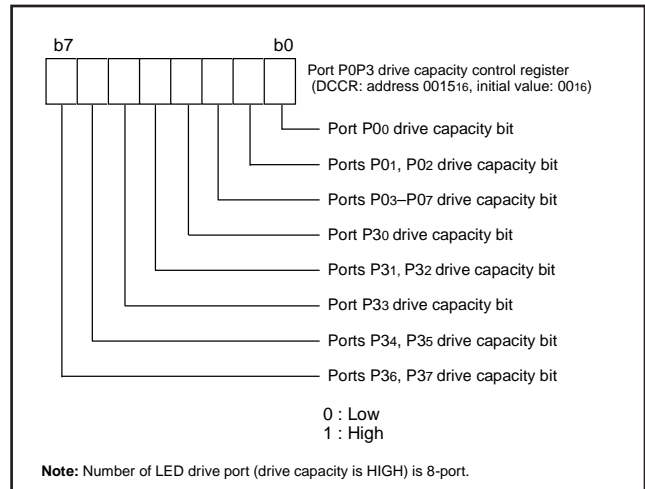 b7 b0
Port P0P3 drive capacity control register
(DCCR: address 001516, initial value: 0016)
Port P00 drive capacity bit
Ports P01, P02 drive capacity bit
Ports P03–P07 drive capacity bit
Port P30 drive capacity bit
Ports P31, P32 drive capacity bit
Port P33 drive capacity bit
Ports P34, P35 drive capacity bit
Ports P36, P37 drive capacity bit
0 : Low
1 : High
Note: Number of LED drive port (drive capacity is HIGH) is 8-port.